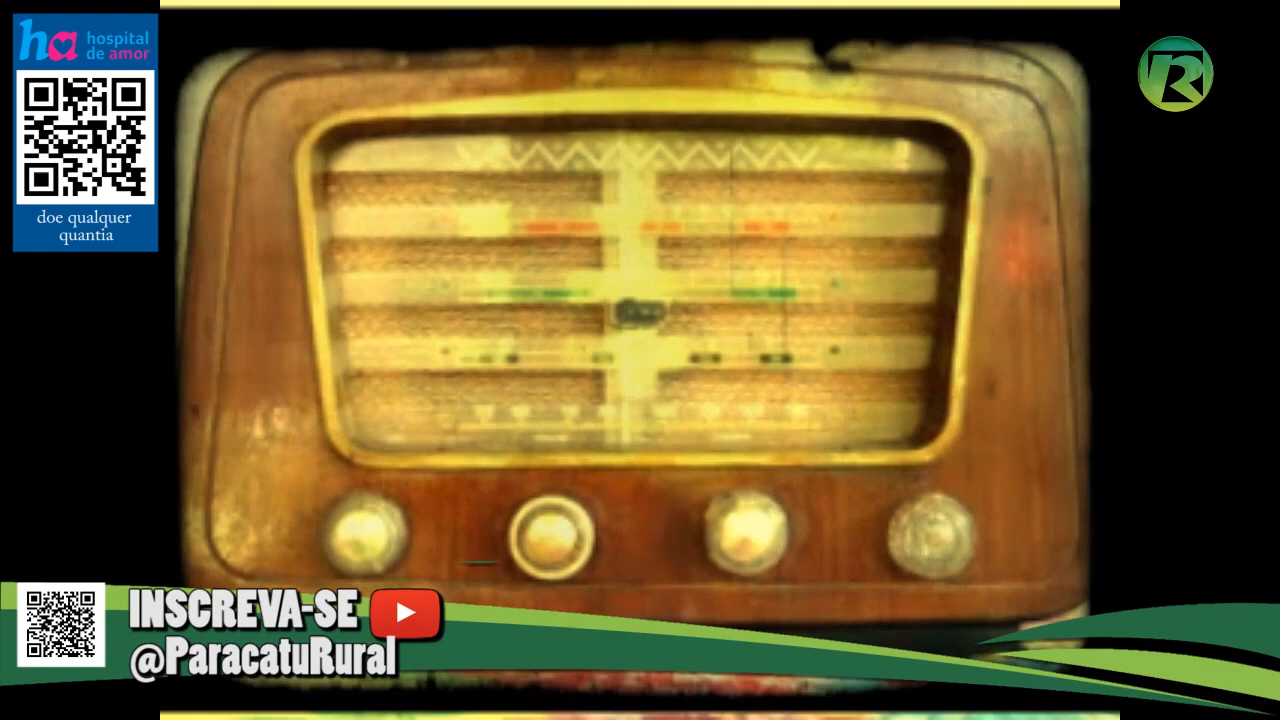 ha hospital
de amor
doe qualquer
quantia
R
INSCREVA-SE
@ParacatuRural